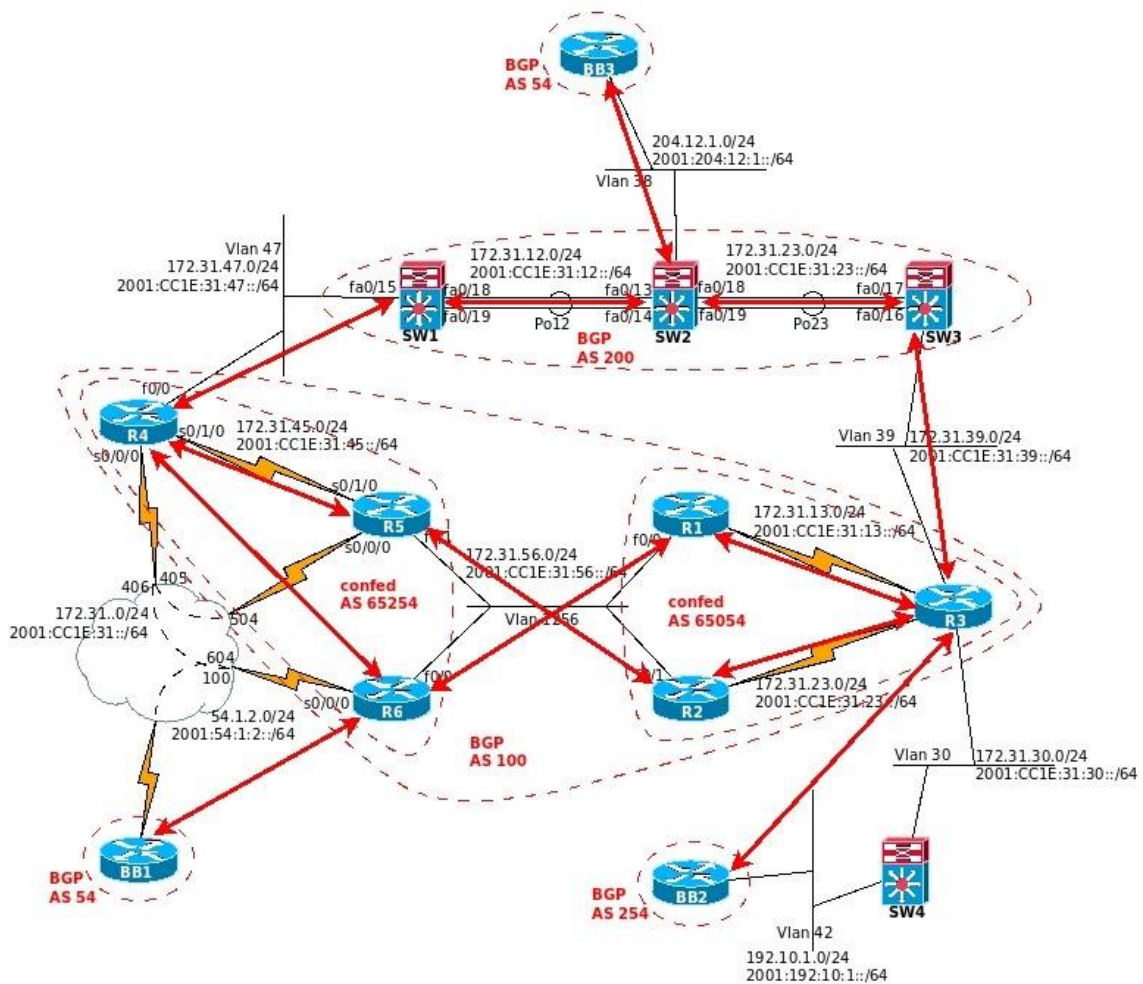 BGP
AS 54
BB3
204.12.1.0/24
2001:204:12:1::/64
Vlan 38
Vlan 47
172.31.47.0/24
2001:CC1E:31:47::/64
172.31.12.0/24
2001:CC1E:31:12::/64
172.31.23.0/24
2001:CC1E:31:23::/64
fa0/15
fa0/18
fa0/19
fa0/13
fa0/14
fa0/18
fa0/19
fa0/17
fa0/16
Po12
Po23
SW1
SW2
SW3
BGP
AS 200
f0/0
R4
s0/1/0
s0/0/0
172.31.45.0/24
2001:CC1E:31:45::/64
s0/1/0
R5
s0/0/0
Vlan 39
172.31.39.0/24
2001:CC1E:31:39::/64
R1
f0/0
172.31.13.0/24
2001:CC1E:31:13::/64
172.31.56.0/24
2001:CC1E:31:56::/64
confed
AS 65254
confed
AS 65054
R3
406
405
504
172.31..0/24
2001:CC1E:31::/64
Vlan 1256
604
100
s0/0/0
f0/0
R6
R2
172.31.23.0/24
2001:CC1E:31:23::/64
54.1.2.0/24
2001:54:1:2::/64
BGP
AS 100
Vlan 30
172.31.30.0/24
2001:CC1E:31:30::/64
BB1
BGP
AS 54
BB2
BGP
AS 254
SW4
Vlan 42
192.10.1.0/24
2001:192:10:1::/64